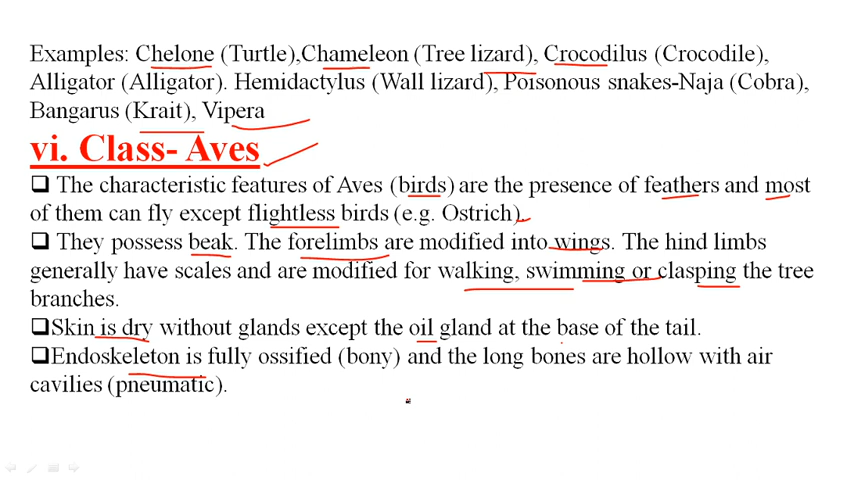 Examples: Chelone (Turtle),Chameleon (Tree lizard), Crocodilus (Crocodile),
Alligator (Alligator). Hemidactylus (Wall lizard), Poisonous snakes-Naja (Cobra),
Bangarus (Krait), Vipera
vi. Class- Aves
❑ The characteristic features of Aves (birds) are the presence of feathers and most
of them can fly except flightless birds (e.g. Ostrich).
❑ They possess beak. The forelimbs are modified into wings. The hind limbs
generally have scales and are modified for walking, swimming or clasping the tree
branches.
❑Skin is dry without glands except the oil gland at the base of the tail.
❑Endoskeleton is fully ossified (bony) and the long bones are hollow with air
cavilies (pneumatic).